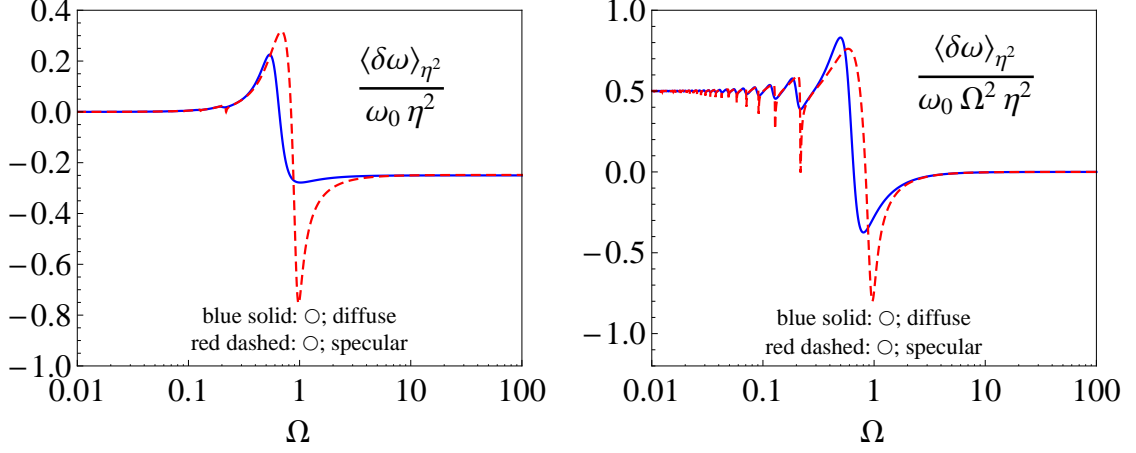 0.4
0.2
0.0
−0.2
−0.4
−0.6
−0.8
−1.0
⟨δω⟩η²
ω₀ η²
blue solid: ○; diffuse
red dashed: ○; specular
0.01 0.1 1 10 100
Ω
1.0
0.5
0.0
−0.5
−1.0
⟨δω⟩η²
ω₀ Ω² η²
blue solid: ○; diffuse
red dashed: ○; specular
0.01 0.1 1 10 100
Ω